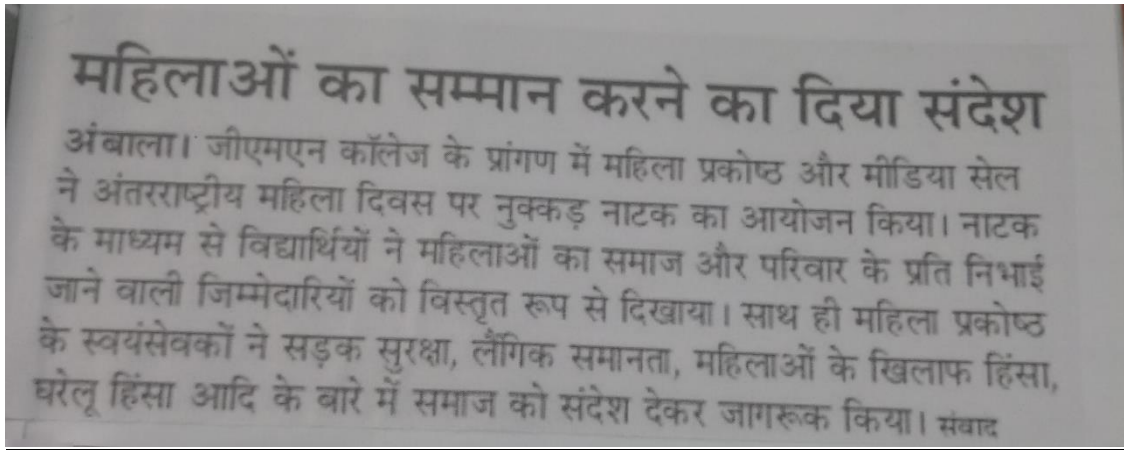 महिलाओं का सम्मान करने का दिया संदेश
अंबाला। जीएमएन कॉलेज के प्रांगण में महिला प्रकोष्ठ और मीडिया सेल
ने अंतरराष्ट्रीय महिला दिवस पर नुक्कड़ नाटक का आयोजन किया। नाटक
के माध्यम से विद्यार्थियों ने महिलाओं का समाज और परिवार के प्रति निभाई
जाने वाली जिम्मेदारियों को विस्तृत रूप से दिखाया। साथ ही महिला प्रकोष्ठ
के स्वयंसेवकों ने सड़क सुरक्षा, लैंगिक समानता, महिलाओं के खिलाफ हिंसा,
घरेलू हिंसा आदि के बारे में समाज को संदेश देकर जागरूक किया। संवाद